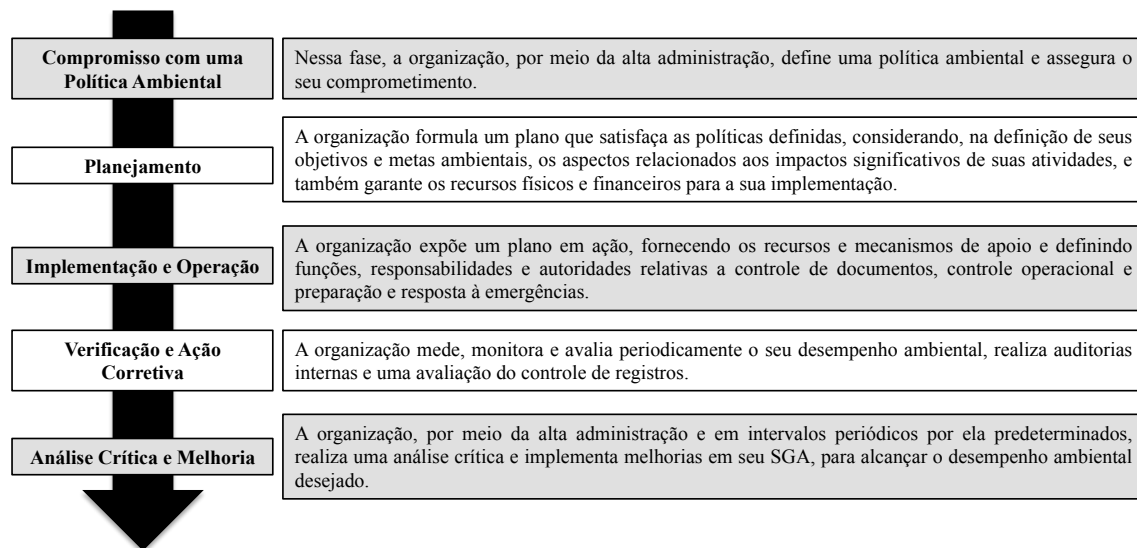 Compromisso com uma
Política Ambiental
Nessa fase, a organização, por meio da alta administração, define uma política ambiental e assegura o
seu comprometimento.
Planejamento
A organização formula um plano que satisfaça as políticas definidas, considerando, na definição de seus
objetivos e metas ambientais, os aspectos relacionados aos impactos significativos de suas atividades, e
também garante os recursos físicos e financeiros para a sua implementação.
Implementação e Operação
A organização expõe um plano em ação, fornecendo os recursos e mecanismos de apoio e definindo
funções, responsabilidades e autoridades relativas a controle de documentos, controle operacional e
preparação e resposta à emergências.
Verificação e Ação
Corretiva
A organização mede, monitora e avalia periodicamente o seu desempenho ambiental, realiza auditorias
internas e uma avaliação do controle de registros.
Análise Crítica e Melhoria
A organização, por meio da alta administração e em intervalos periódicos por ela predeterminados,
realiza uma análise crítica e implementa melhorias em seu SGA, para alcançar o desempenho ambiental
desejado.